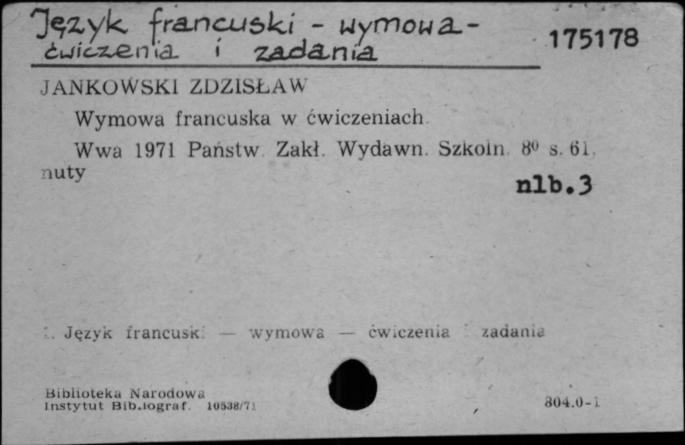 Język francuski - wymowa -
ćwiczenia i zadania
175178
JANKOWSKI ZDZISŁAW
Wymowa francuska w ćwiczeniach.
Wwa 1971 Państw. Zakł. Wydawn. Szkoln. 8⁰ s. 61,
nuty
nlb.3
1. Język francuski — wymowa — ćwiczenia i zadania
Biblioteka Narodowa
Instytut Bibliograf. 10538/71
804.0-1